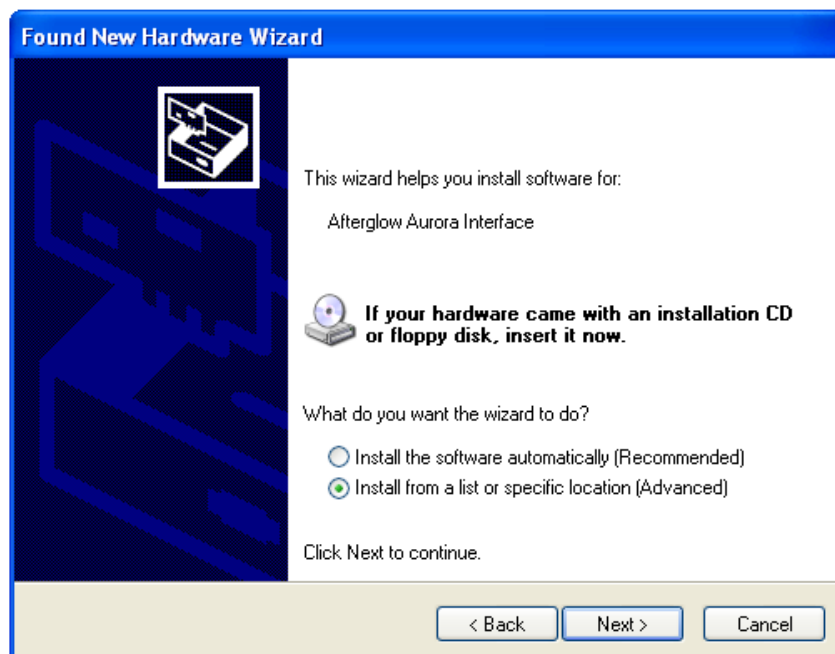 Found New Hardware Wizard
This wizard helps you install software for:
Afterglow Aurora Interface
If your hardware came with an installation CD
or floppy disk, insert it now.
What do you want the wizard to do?
Install the software automatically (Recommended)
Install from a list or specific location (Advanced)
Click Next to continue.
< Back
Next >
Cancel